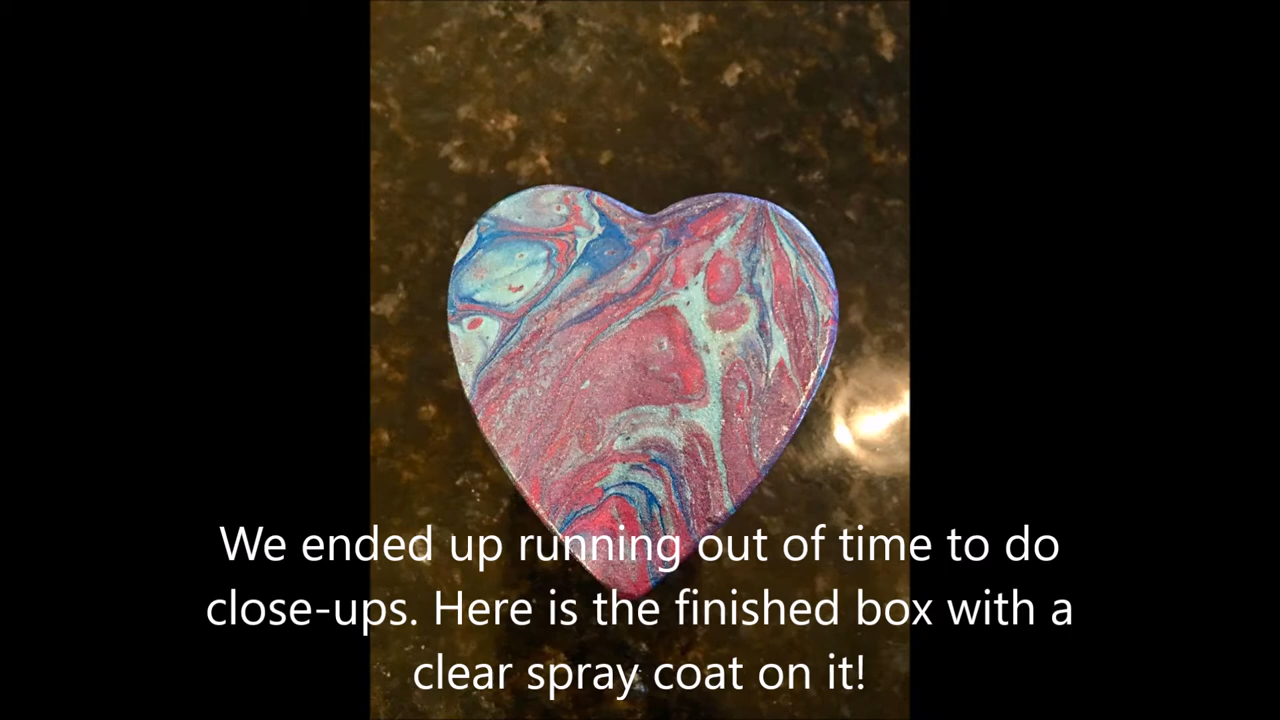 We ended up running out of time to do
close-ups. Here is the finished box with a
clear spray coat on it!